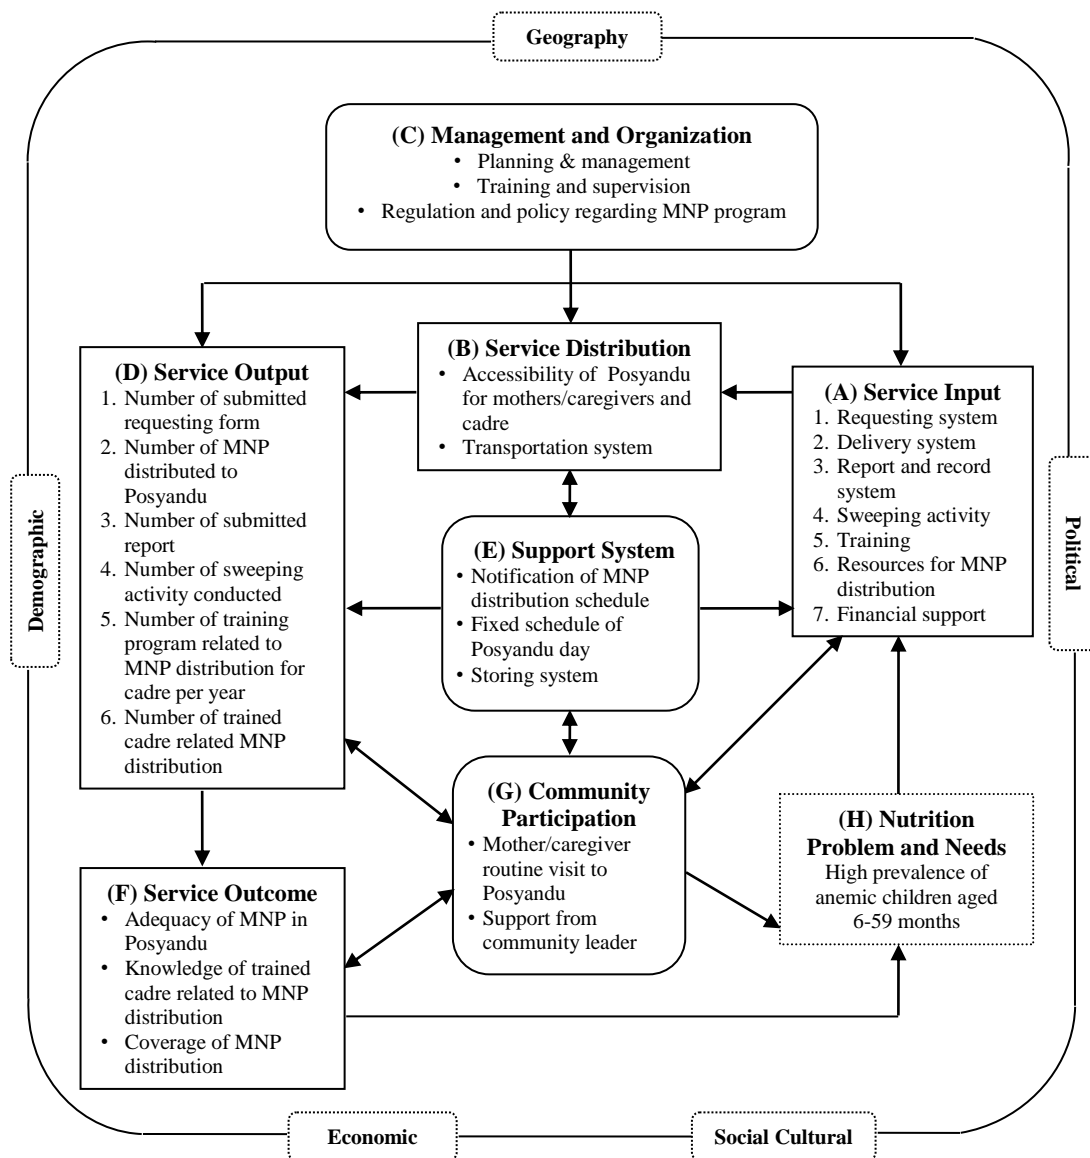 Geography
(C) Management and Organization
• Planning & management
• Training and supervision
• Regulation and policy regarding MNP program
(D) Service Output
1. Number of submitted
requesting form
2. Number of MNP
distributed to
Posyandu
3. Number of submitted
report
4. Number of sweeping
activity conducted
5. Number of training
program related to
MNP distribution for
cadre per year
6. Number of trained
cadre related MNP
distribution
(B) Service Distribution
• Accessibility of Posyandu
for mothers/caregivers and
cadre
• Transportation system
(A) Service Input
1. Requesting system
2. Delivery system
3. Report and record
system
4. Sweeping activity
5. Training
6. Resources for MNP
distribution
7. Financial support
Demographic
Political
(E) Support System
• Notification of MNP
distribution schedule
• Fixed schedule of
Posyandu day
• Storing system
(G) Community
Participation
• Mother/caregiver
routine visit to
Posyandu
• Support from
community leader
(H) Nutrition
Problem and Needs
High prevalence of
anemic children aged
6-59 months
(F) Service Outcome
• Adequacy of MNP in
Posyandu
• Knowledge of trained
cadre related to MNP
distribution
• Coverage of MNP
distribution
Economic
Social Cultural